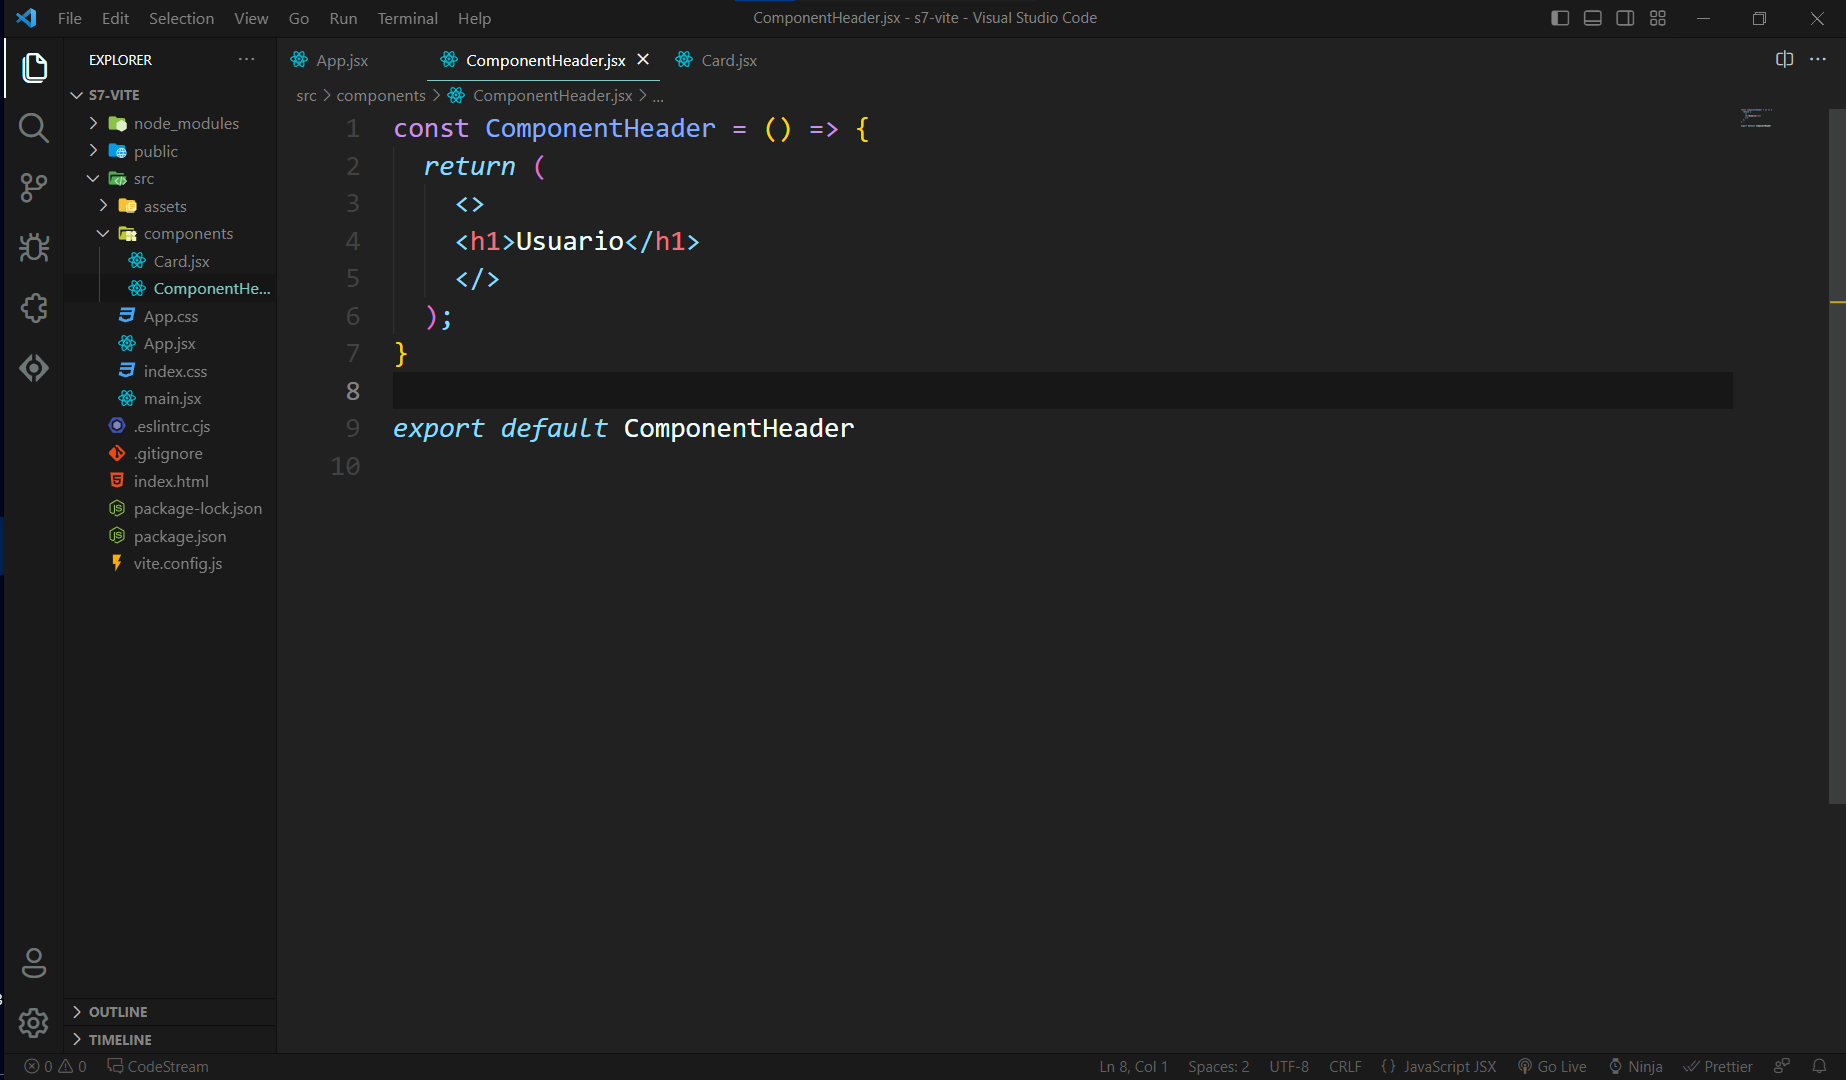 File Edit Selection View Go Run Terminal Help
ComponentHeader.jsx - s7-vite - Visual Studio Code
EXPLORER
S7-VITE
node_modules
public
src
assets
components
Card.jsx
ComponentHe...
App.css
App.jsx
index.css
main.jsx
.eslintrc.cjs
.gitignore
index.html
package-lock.json
package.json
vite.config.js
OUTLINE
TIMELINE
App.jsx ComponentHeader.jsx Card.jsx
src > components > ComponentHeader.jsx > ...
1 const ComponentHeader = () => {
2 return (
3 <>
4 <h1>Usuario</h1>
5 </>
6 );
7 }
8
9 export default ComponentHeader
10
0 0 CodeStream
Ln 8, Col 1 Spaces: 2 UTF-8 CRLF {} JavaScript JSX Go Live Ninja Prettier